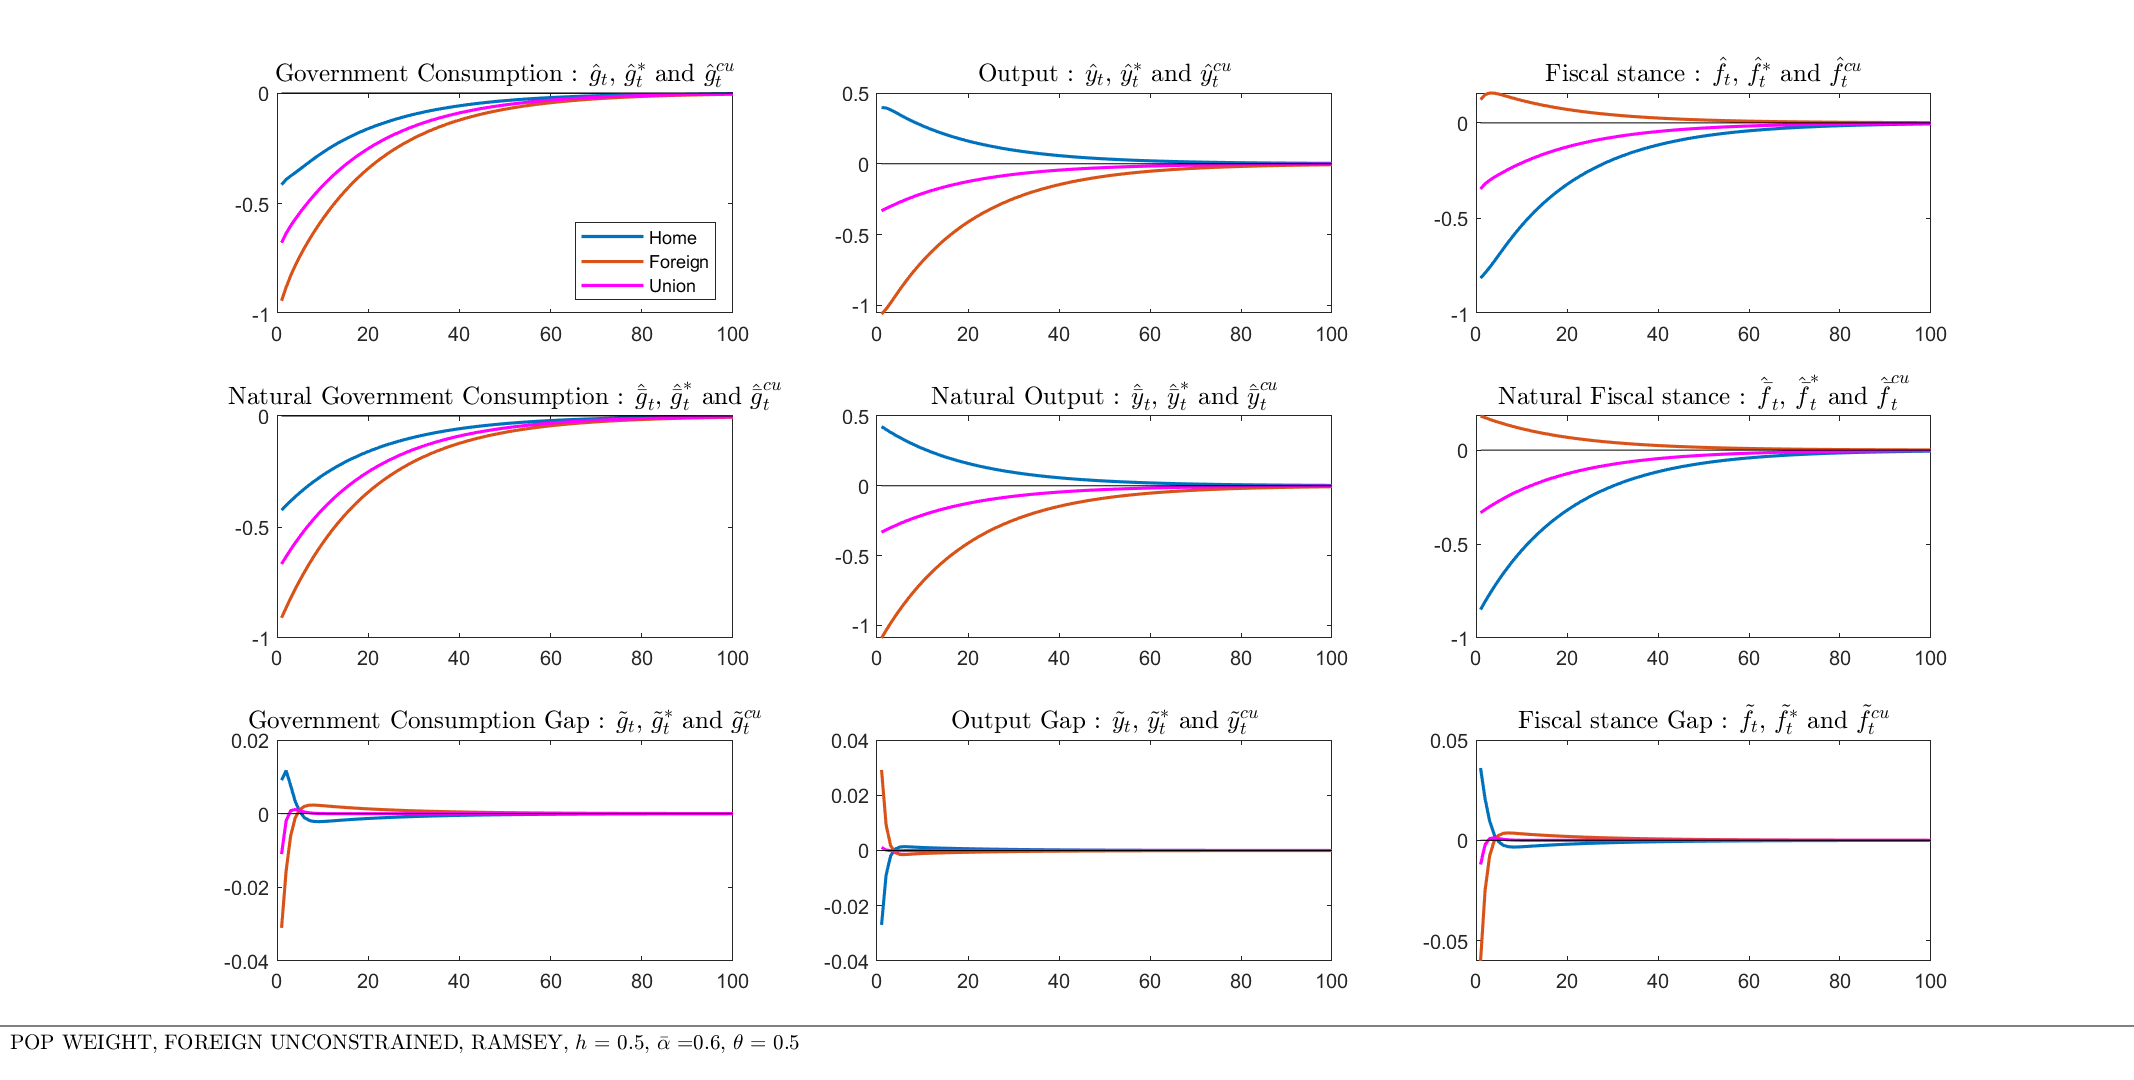 Government Consumption : ĝₜ, ĝₜ* and ĝₜᶜᵘ
0
-0.5
-1
0 20 40 60 80 100
Home
Foreign
Union
Output : ŷₜ, ŷₜ* and ŷₜᶜᵘ
0.5
0
-0.5
-1
0 20 40 60 80 100
Fiscal stance : f̂ₜ, f̂ₜ* and f̂ₜᶜᵘ
0
-0.5
-1
0 20 40 60 80 100
Natural Government Consumption : ḡ̂ₜ, ḡ̂ₜ* and ḡ̂ₜᶜᵘ
0
-0.5
-1
0 20 40 60 80 100
Natural Output : ȳ̂ₜ, ȳ̂ₜ* and ȳ̂ₜᶜᵘ
0.5
0
-0.5
-1
0 20 40 60 80 100
Natural Fiscal stance : f̄̂ₜ, f̄̂ₜ* and f̄̂ₜᶜᵘ
0
-0.5
-1
0 20 40 60 80 100
Government Consumption Gap : g̃ₜ, g̃ₜ* and g̃ₜᶜᵘ
0.02
0
-0.02
-0.04
0 20 40 60 80 100
Output Gap : ỹₜ, ỹₜ* and ỹₜᶜᵘ
0.04
0.02
0
-0.02
-0.04
0 20 40 60 80 100
Fiscal stance Gap : f̃ₜ, f̃ₜ* and f̃ₜᶜᵘ
0.05
0
-0.05
0 20 40 60 80 100
POP WEIGHT, FOREIGN UNCONSTRAINED, RAMSEY, h = 0.5, ᾱ =0.6, θ = 0.5